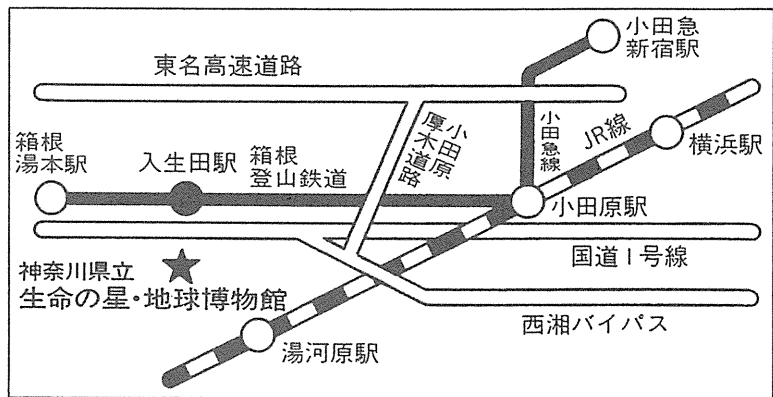 小田急
新宿駅
東名高速道路
小田原
厚木道路
小田急線
JR線
横浜駅
箱根
湯本駅
入生田駅
箱根
登山鉄道
小田原駅
国道1号線
神奈川県立
生命の星・地球博物館
西湘バイパス
湯河原駅